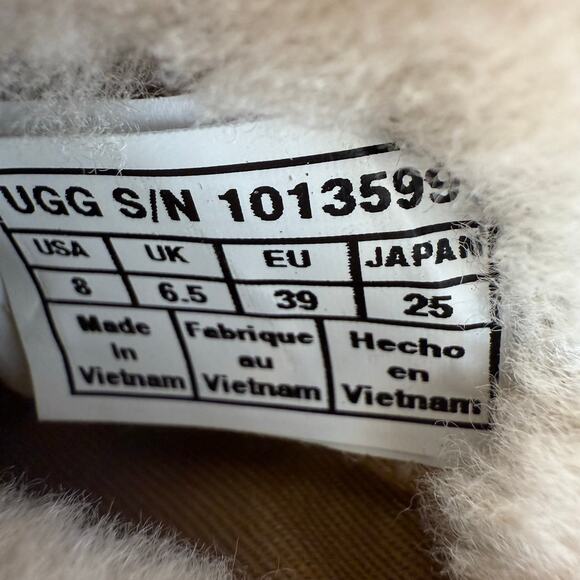 UGG S/N 1013599
USA UK EU JAPAN
8 6.5 39 25
Made Fabrique Hecho
in au en
Vietnam Vietnam Vietnam